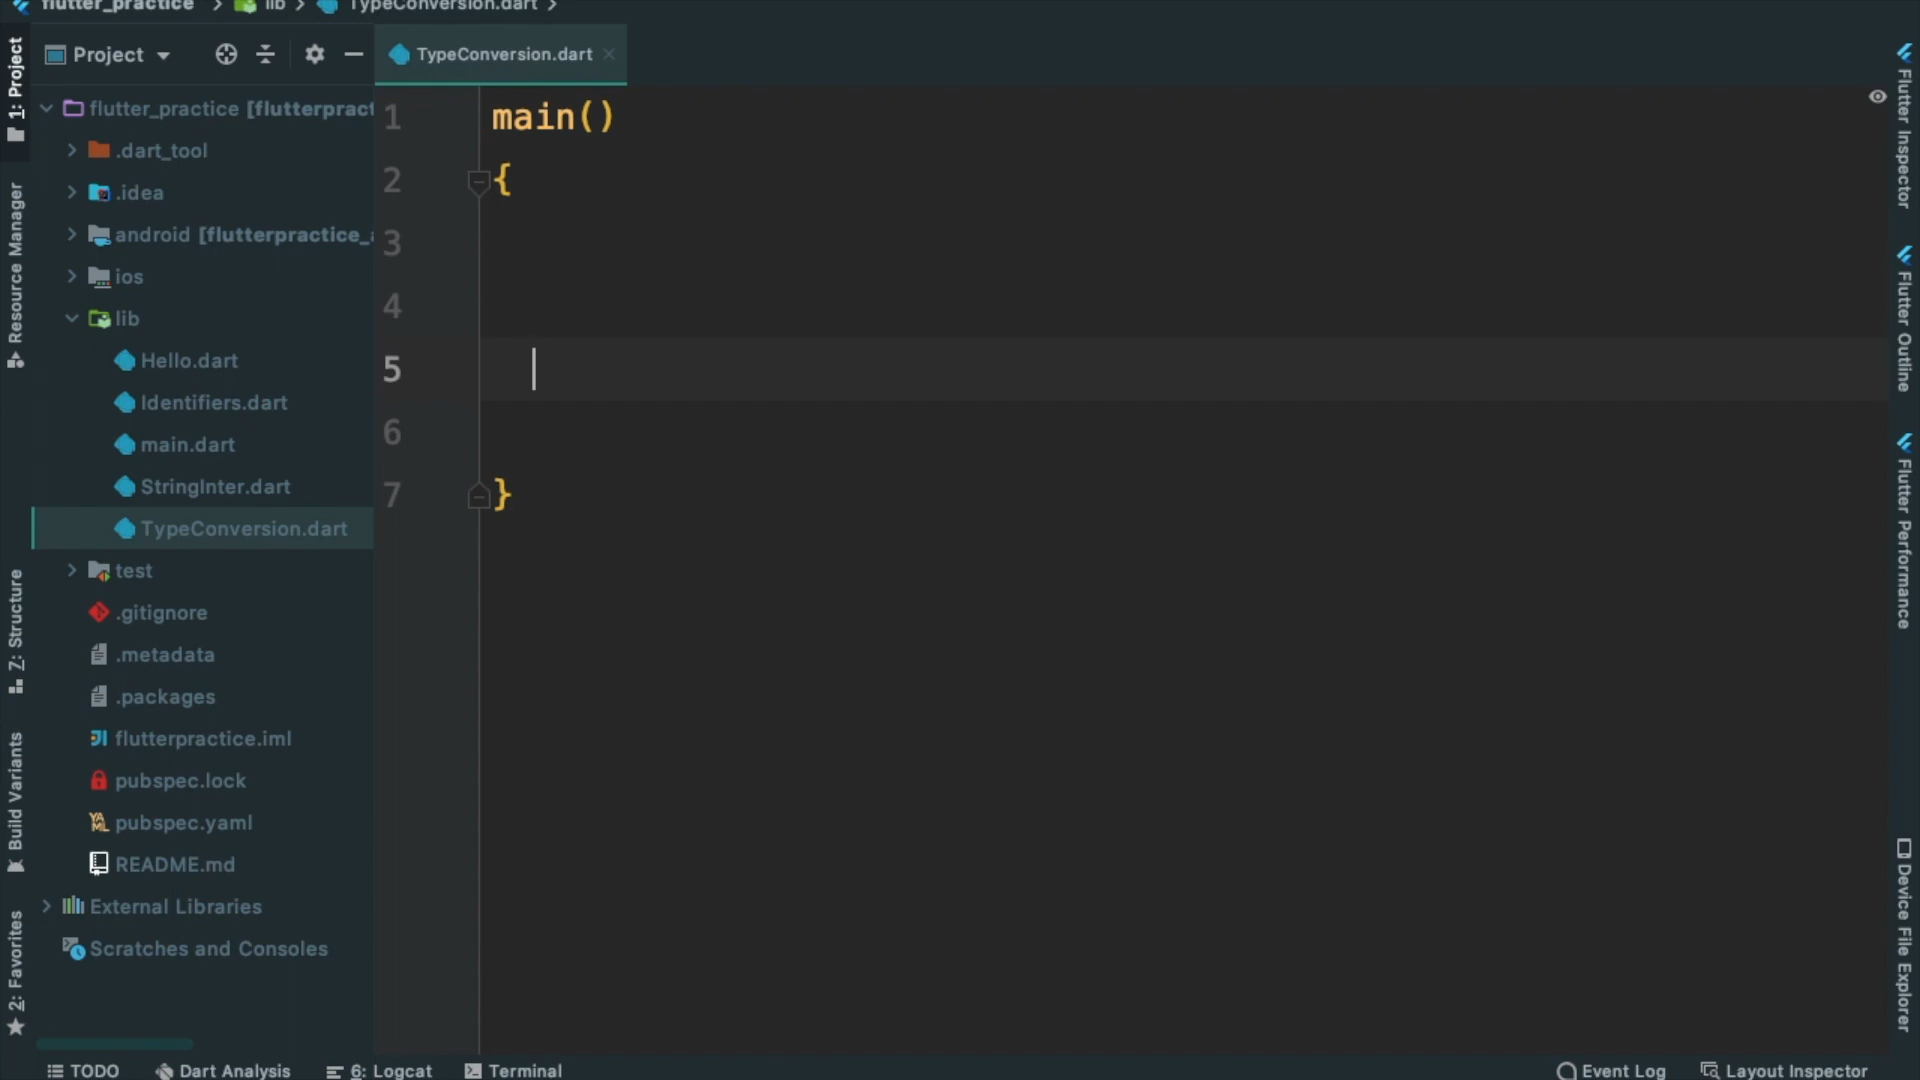 flutter_practice lib TypeConversion.dart
Project
TypeConversion.dart
1: Project
Resource Manager
Z: Structure
Build Variants
2: Favorites
flutter_practice [flutterpract
.dart_tool
.idea
android [flutterpractice_
ios
lib
Hello.dart
Identifiers.dart
main.dart
StringInter.dart
TypeConversion.dart
test
.gitignore
.metadata
.packages
flutterpractice.iml
pubspec.lock
pubspec.yaml
README.md
External Libraries
Scratches and Consoles
1 main()
2 {
3
4
5
6
7 }
Flutter Inspector
Flutter Outline
Flutter Performance
Device File Explorer
TODO Dart Analysis 6: Logcat Terminal Event Log Layout Inspector